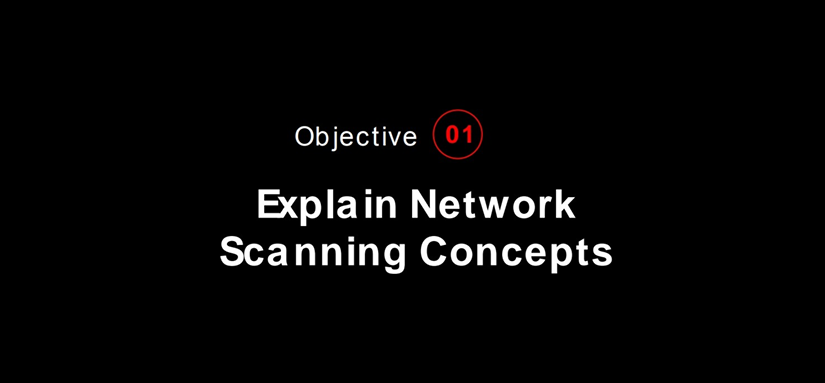 Objective 01
Explain Network
Scanning Concepts